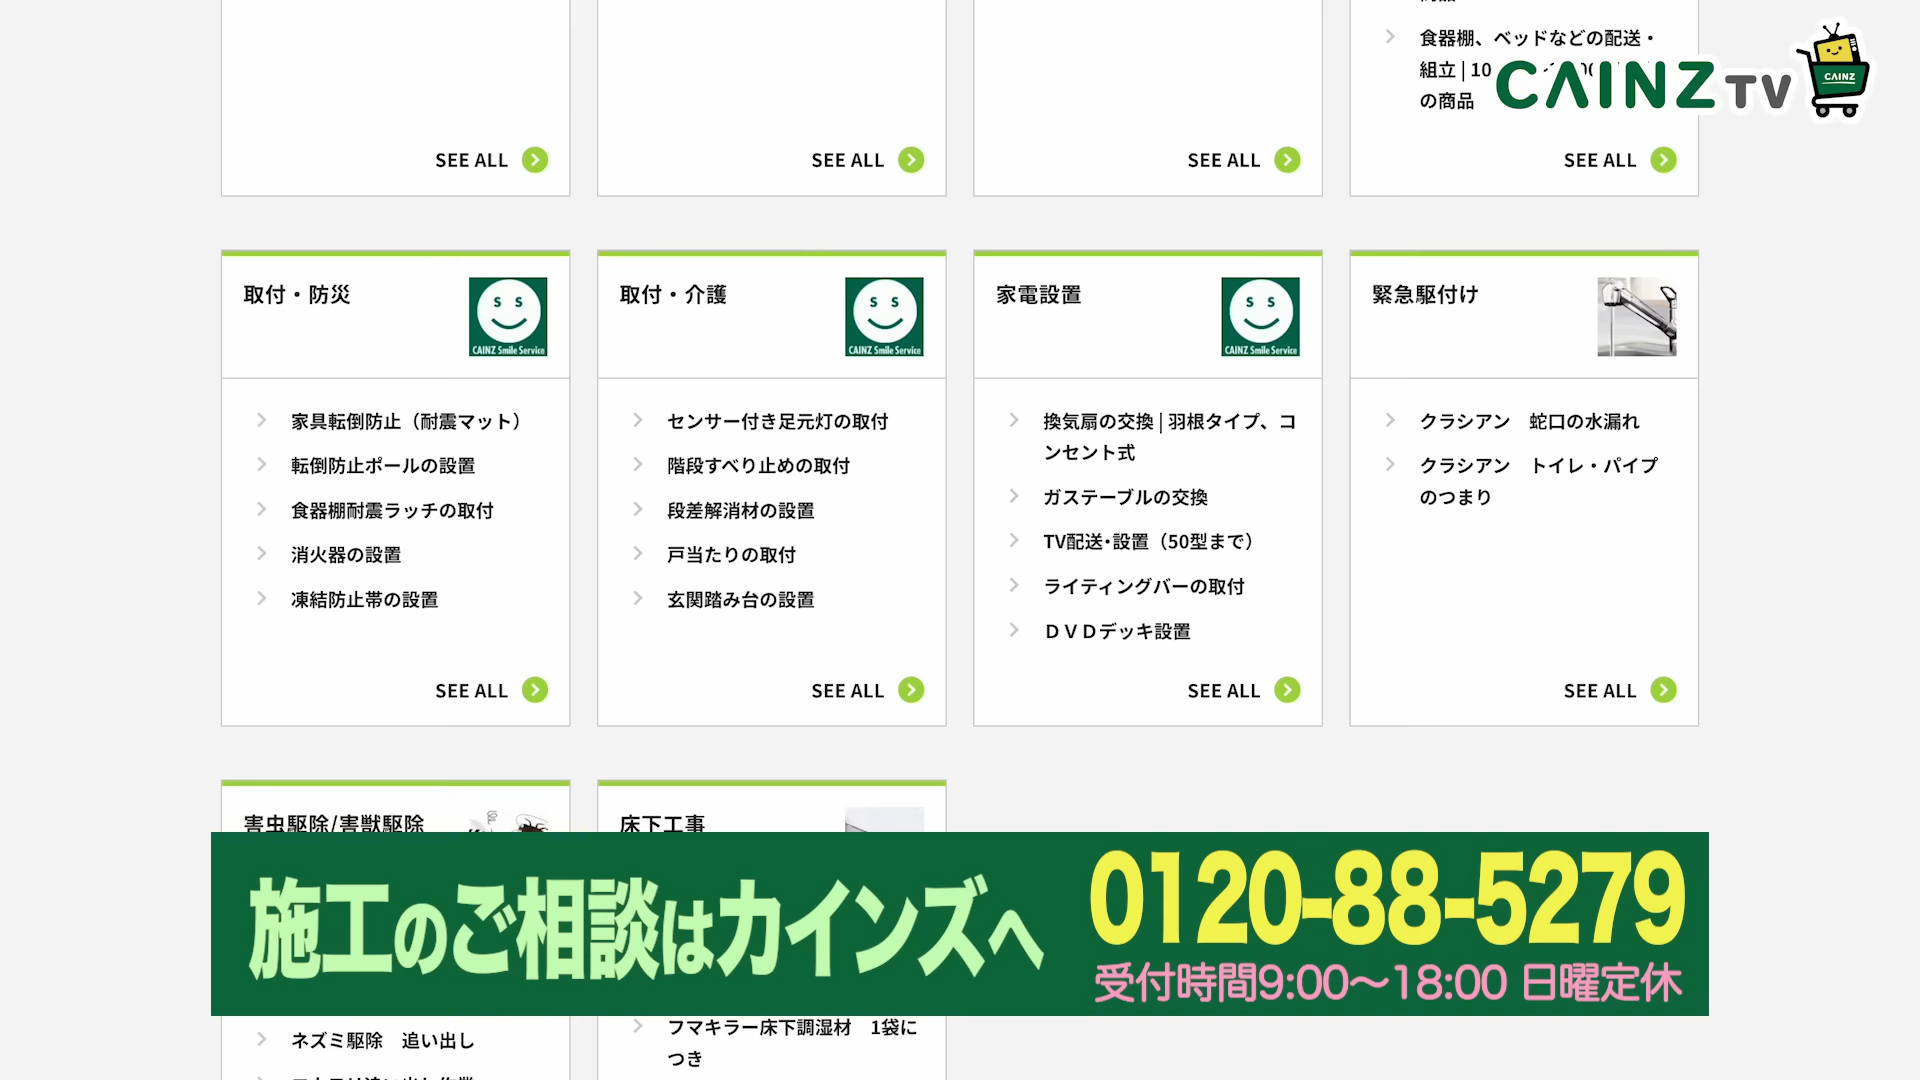 食器棚、ベッドなどの配送・
組立 | 10
の商品
CAINZ TV
CAINZ
SEE ALL
SEE ALL
SEE ALL
SEE ALL
取付・防災
S S
CAINZ Smile Service
家具転倒防止（耐震マット）
転倒防止ポールの設置
食器棚耐震ラッチの取付
消火器の設置
凍結防止帯の設置
SEE ALL
取付・介護
S S
CAINZ Smile Service
センサー付き足元灯の取付
階段すべり止めの取付
段差解消材の設置
戸当たりの取付
玄関踏み台の設置
SEE ALL
家電設置
S S
CAINZ Smile Service
換気扇の交換 | 羽根タイプ、コ
ンセント式
ガステーブルの交換
TV配送･設置（50型まで）
ライティングバーの取付
ＤＶＤデッキ設置
SEE ALL
緊急駆付け
クラシアン　蛇口の水漏れ
クラシアン　トイレ・パイプ
のつまり
SEE ALL
害虫駆除/害獣駆除
床下工事
施工のご相談はカインズへ
0120-88-5279
受付時間9:00〜18:00 日曜定休
ネズミ駆除　追い出し
フマキラー床下調湿材　1袋に
つき